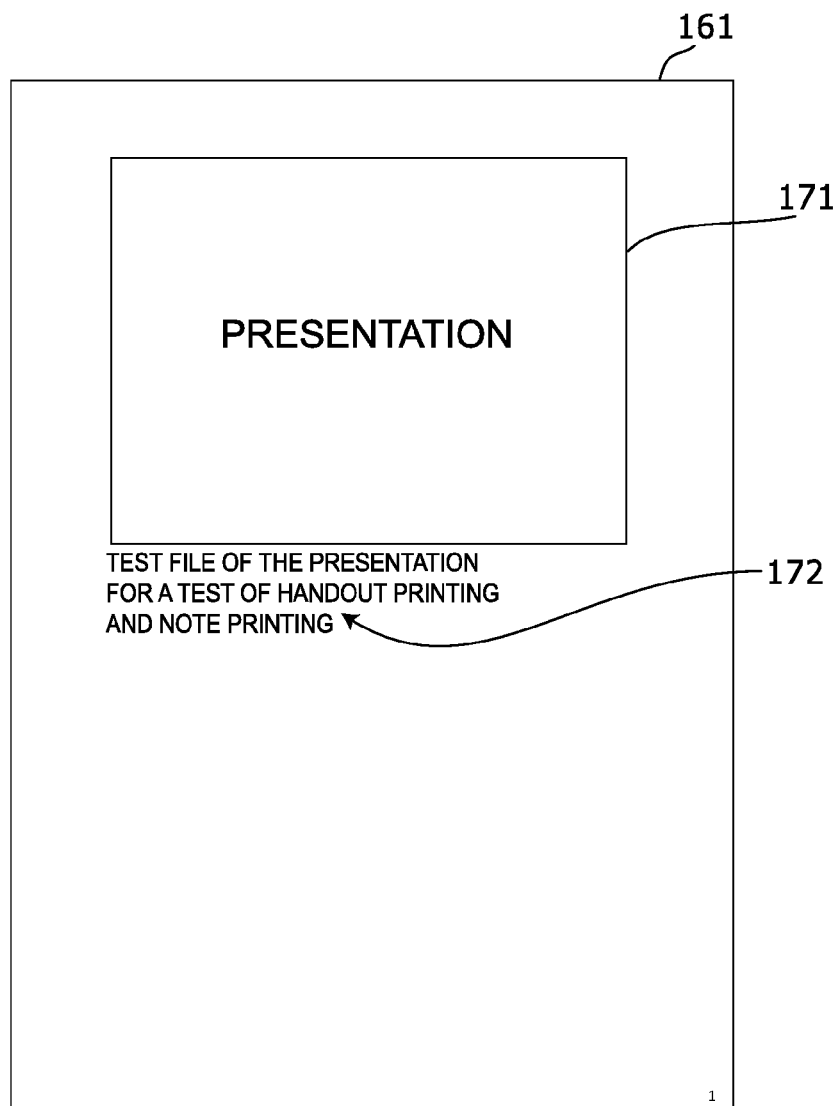 161
171
PRESENTATION
TEST FILE OF THE PRESENTATION
FOR A TEST OF HANDOUT PRINTING
AND NOTE PRINTING
172
1